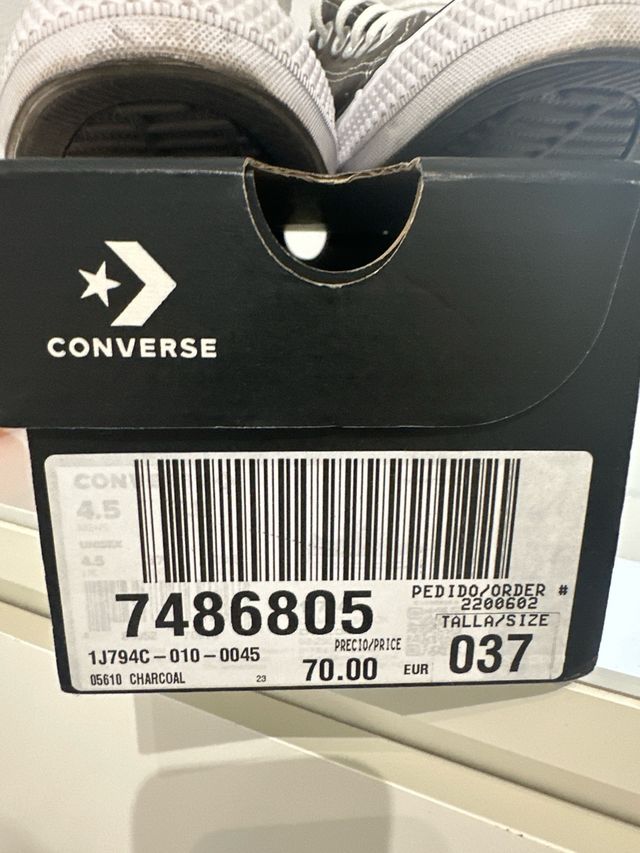 CONVERSE
CONV
4.5
UNISEX
4.5
7486805
PEDIDO/ORDER #
2200602
TALLA/SIZE
037
1J794C-010-0045
PRECIO/PRICE
70.00 EUR
05610 CHARCOAL
23